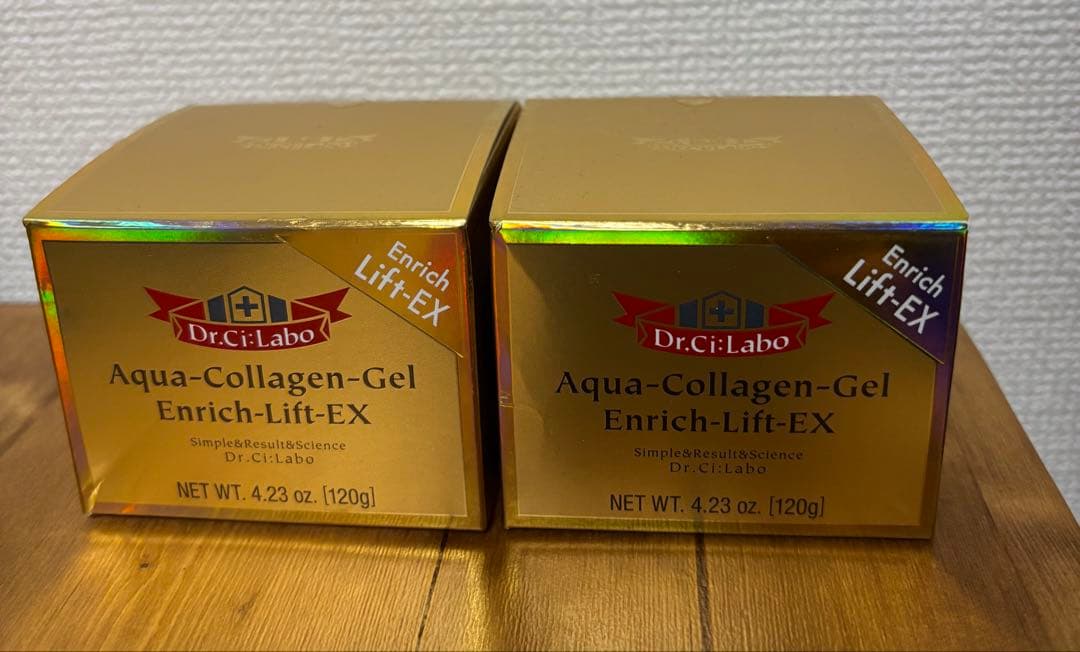 Enrich
Lift-EX
Dr.Ci:Labo
Aqua-Collagen-Gel
Enrich-Lift-EX
Simple&Result&Science
Dr.Ci:Labo
NET WT. 4.23 oz. [120g]
Enrich
Lift-EX
Dr.Ci:Labo
Aqua-Collagen-Gel
Enrich-Lift-EX
Simple&Result&Science
Dr.Ci:Labo
NET WT. 4.23 oz. [120g]